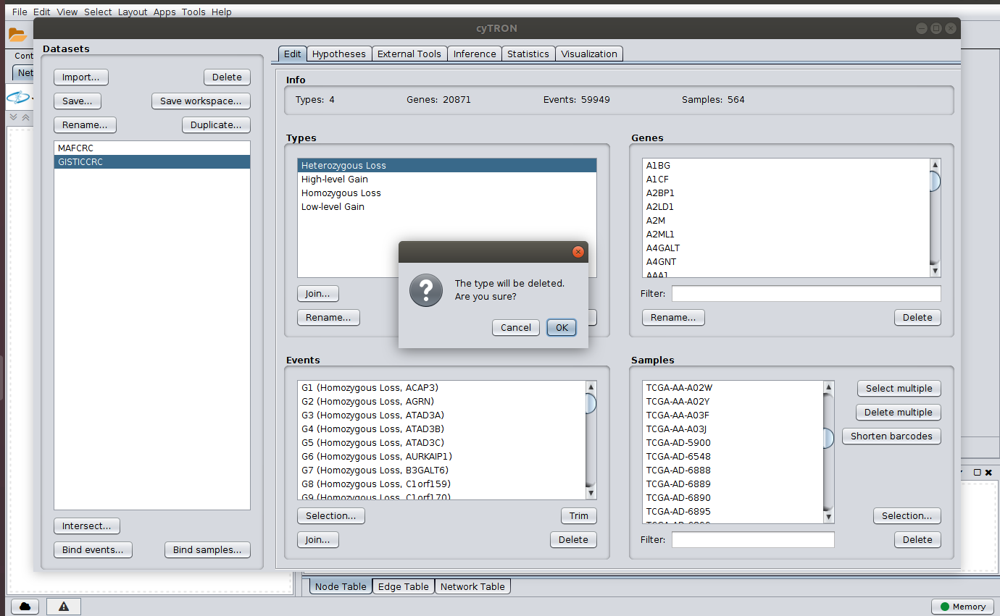 File Edit View Select Layout Apps Tools Help
cyTRON
Cont
Net
Datasets
Import...
Delete
Save...
Save workspace...
Rename...
Duplicate...
MAFCRC
GISTICCRC
Intersect...
Bind events...
Bind samples...
Edit
Hypotheses
External Tools
Inference
Statistics
Visualization
Info
Types: 4
Genes: 20871
Events: 59949
Samples: 564
Types
Heterozygous Loss
High-level Gain
Homozygous Loss
Low-level Gain
Join...
Rename...
The type will be deleted.
Are you sure?
Cancel
OK
Genes
A1BG
A1CF
A2BP1
A2LD1
A2M
A2ML1
A4GALT
A4GNT
AAA1
Filter:
Rename...
Delete
Events
G1 (Homozygous Loss, ACAP3)
G2 (Homozygous Loss, AGRN)
G3 (Homozygous Loss, ATAD3A)
G4 (Homozygous Loss, ATAD3B)
G5 (Homozygous Loss, ATAD3C)
G6 (Homozygous Loss, AURKAIP1)
G7 (Homozygous Loss, B3GALT6)
G8 (Homozygous Loss, C1orf159)
G9 (Homozygous Loss, C1orf170)
Selection...
Trim
Join...
Delete
Samples
TCGA-AA-A02W
TCGA-AA-A02Y
TCGA-AA-A03F
TCGA-AA-A03J
TCGA-AD-5900
TCGA-AD-6548
TCGA-AD-6888
TCGA-AD-6889
TCGA-AD-6890
TCGA-AD-6895
Select multiple
Delete multiple
Shorten barcodes
Selection...
Filter:
Delete
Node Table
Edge Table
Network Table
Memory